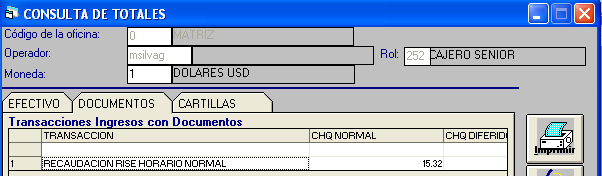 CONSULTA DE TOTALES
Código de la oficina: 0 MATRIZ
Operador: msilvag Rol: 252 CAJERO SENIOR
Moneda: 1 DOLARES USD
EFECTIVO DOCUMENTOS CARTILLAS
Transacciones Ingresos con Documentos
TRANSACCION CHQ NORMAL CHQ DIFERIDO
1 RECAUDACION RISE HORARIO NORMAL 15.32
Imprimir